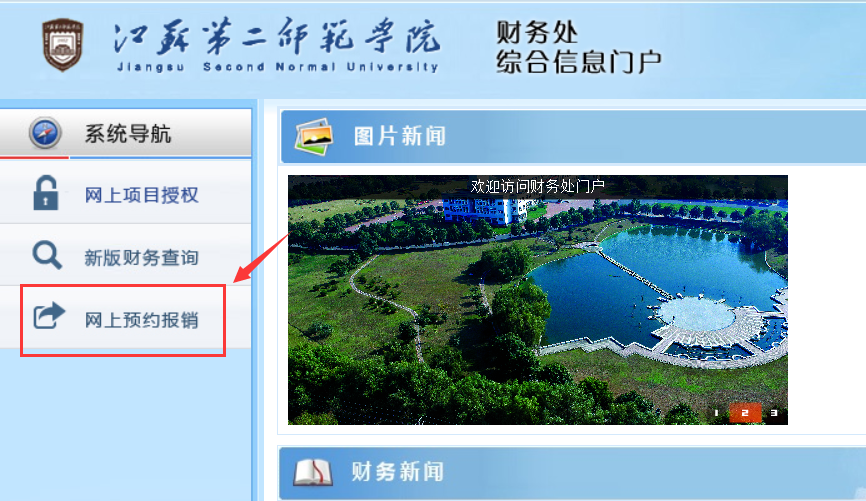 江苏第二师范学院
Jiangsu Second Normal University
财务处
综合信息门户
系统导航
网上项目授权
新版财务查询
网上预约报销
图片新闻
欢迎访问财务处门户
1 2 3
财务新闻